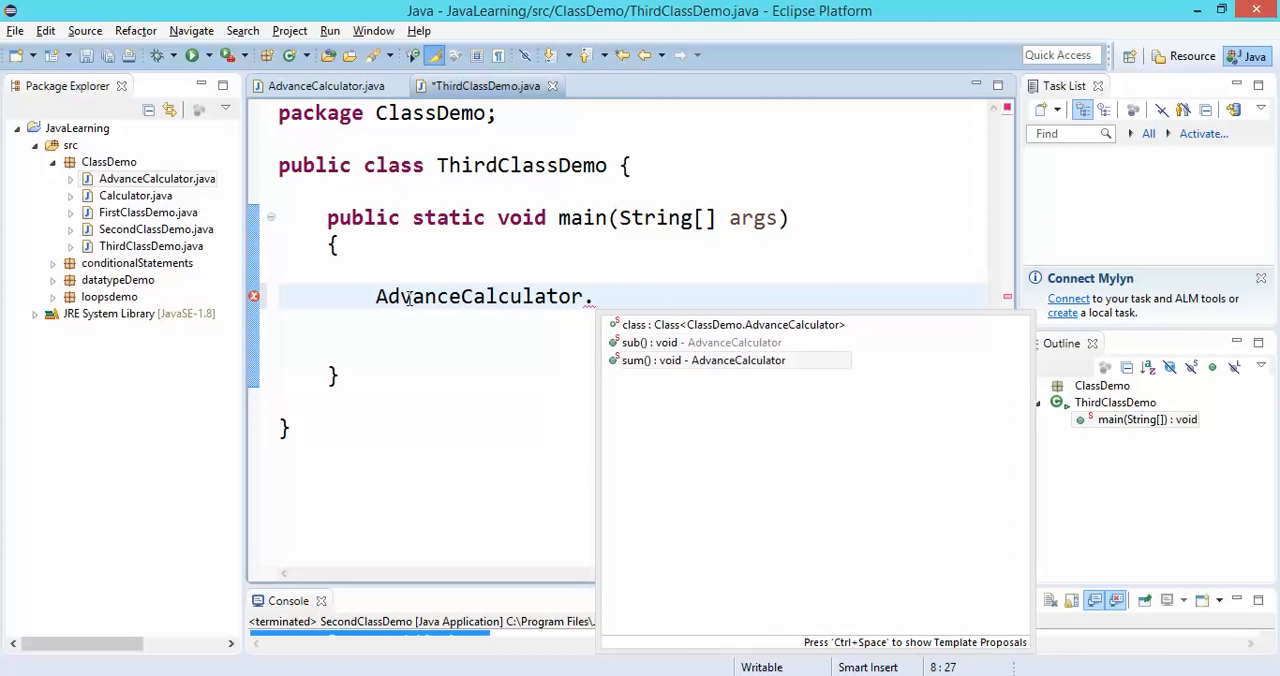 Java - JavaLearning/src/ClassDemo/ThirdClassDemo.java - Eclipse Platform
File Edit Source Refactor Navigate Search Project Run Window Help
Quick Access
Resource
Java
Package Explorer
JavaLearning
src
ClassDemo
AdvanceCalculator.java
Calculator.java
FirstClassDemo.java
SecondClassDemo.java
ThirdClassDemo.java
conditionalStatements
datatypeDemo
loopsdemo
JRE System Library [JavaSE-1.8]
AdvanceCalculator.java
*ThirdClassDemo.java
package ClassDemo;
public class ThirdClassDemo {
public static void main(String[] args)
{
AdvanceCalculator.
}
}
class : Class<ClassDemo.AdvanceCalculator>
sub() : void - AdvanceCalculator
sum() : void - AdvanceCalculator
Press 'Ctrl+Space' to show Template Proposals
Console
<terminated> SecondClassDemo [Java Application] C:\Program Files\.
Task List
Find
All
Activate...
Connect Mylyn
Connect to your task and ALM tools or
create a local task.
Outline
ClassDemo
ThirdClassDemo
main(String[]) : void
Writable
Smart Insert
8 : 27